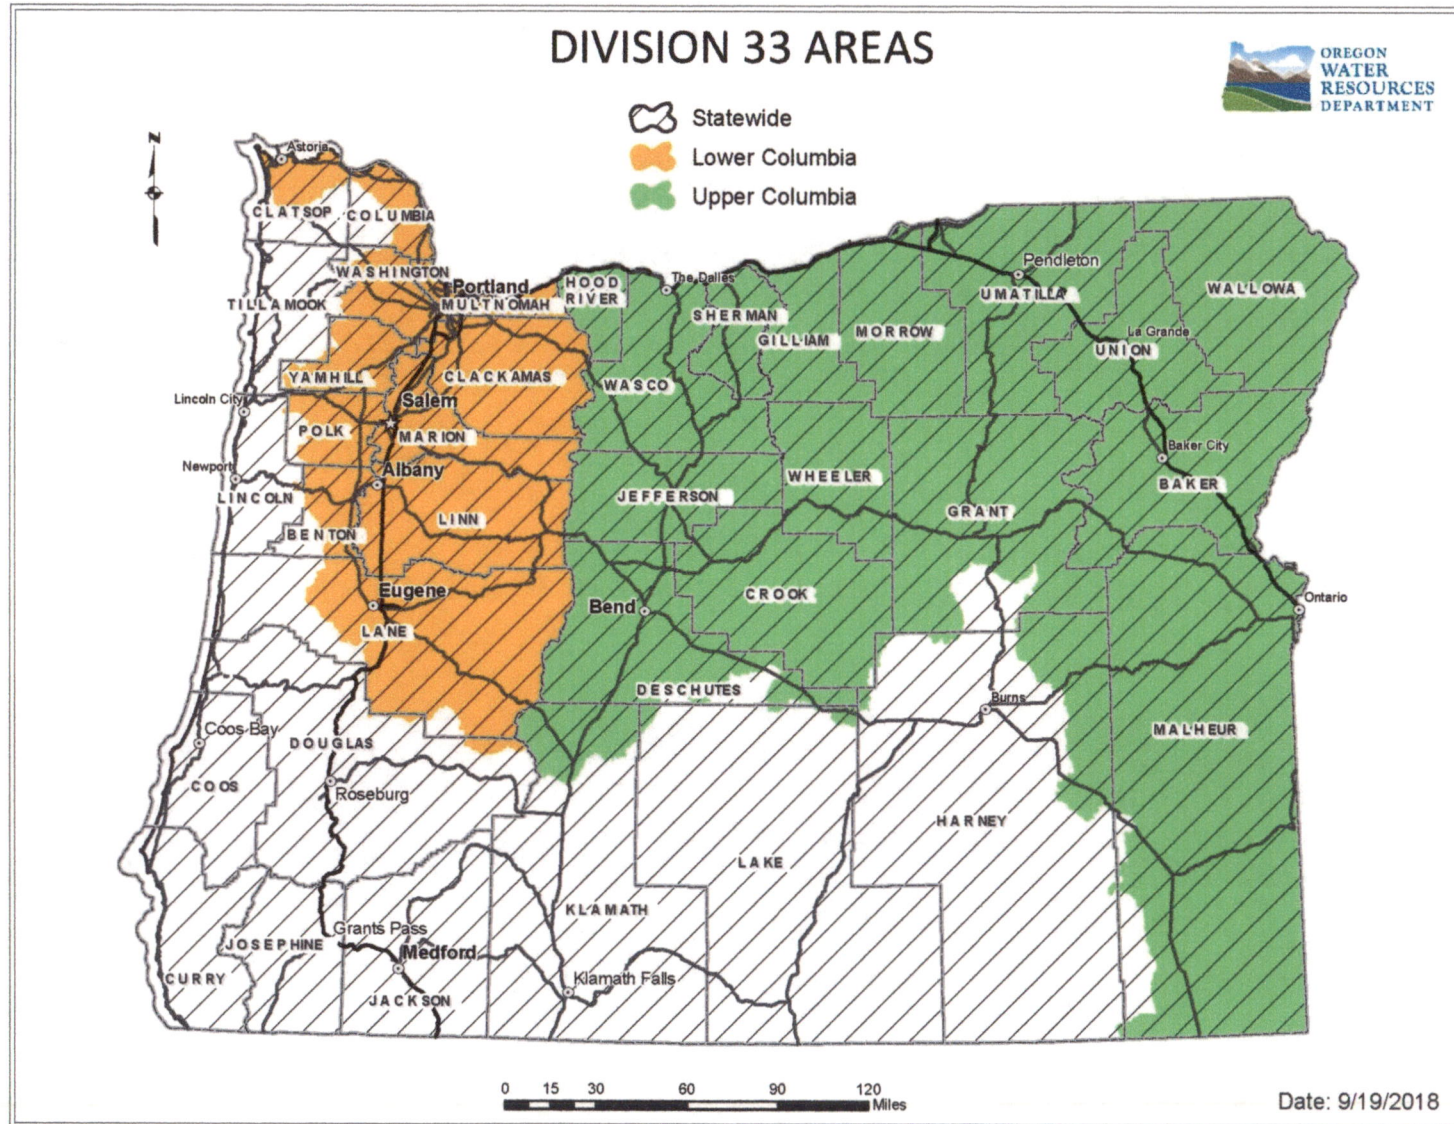 DIVISION 33 AREAS
OREGON
WATER
RESOURCES
DEPARTMENT
Statewide
Lower Columbia
Upper Columbia
N
Astoria
CLATSOP
COLUMBIA
WASHINGTON
Portland
MULTNOMAH
HOOD
RIVER
The Dalles
Pendleton
TILLAMOOK
SHERMAN
UMATILLA
WALLOWA
GILLIAM
MORROW
La Grande
UNION
YAMHILL
CLACKAMAS
WASCO
Lincoln City
Salem
POLK
MARION
Baker City
Newport
Albany
LINCOLN
JEFFERSON
WHEELER
BAKER
BENTON
LINN
GRANT
Eugene
Bend
CROOK
Ontario
LANE
DESCHUTES
Burns
Coos Bay
DOUGLAS
MALHEUR
COOS
Roseburg
HARNEY
LAKE
KLAMATH
Grants Pass
JOSEPHINE
Medford
CURRY
JACKSON
Klamath Falls
0 15 30 60 90 120
Miles
Date: 9/19/2018